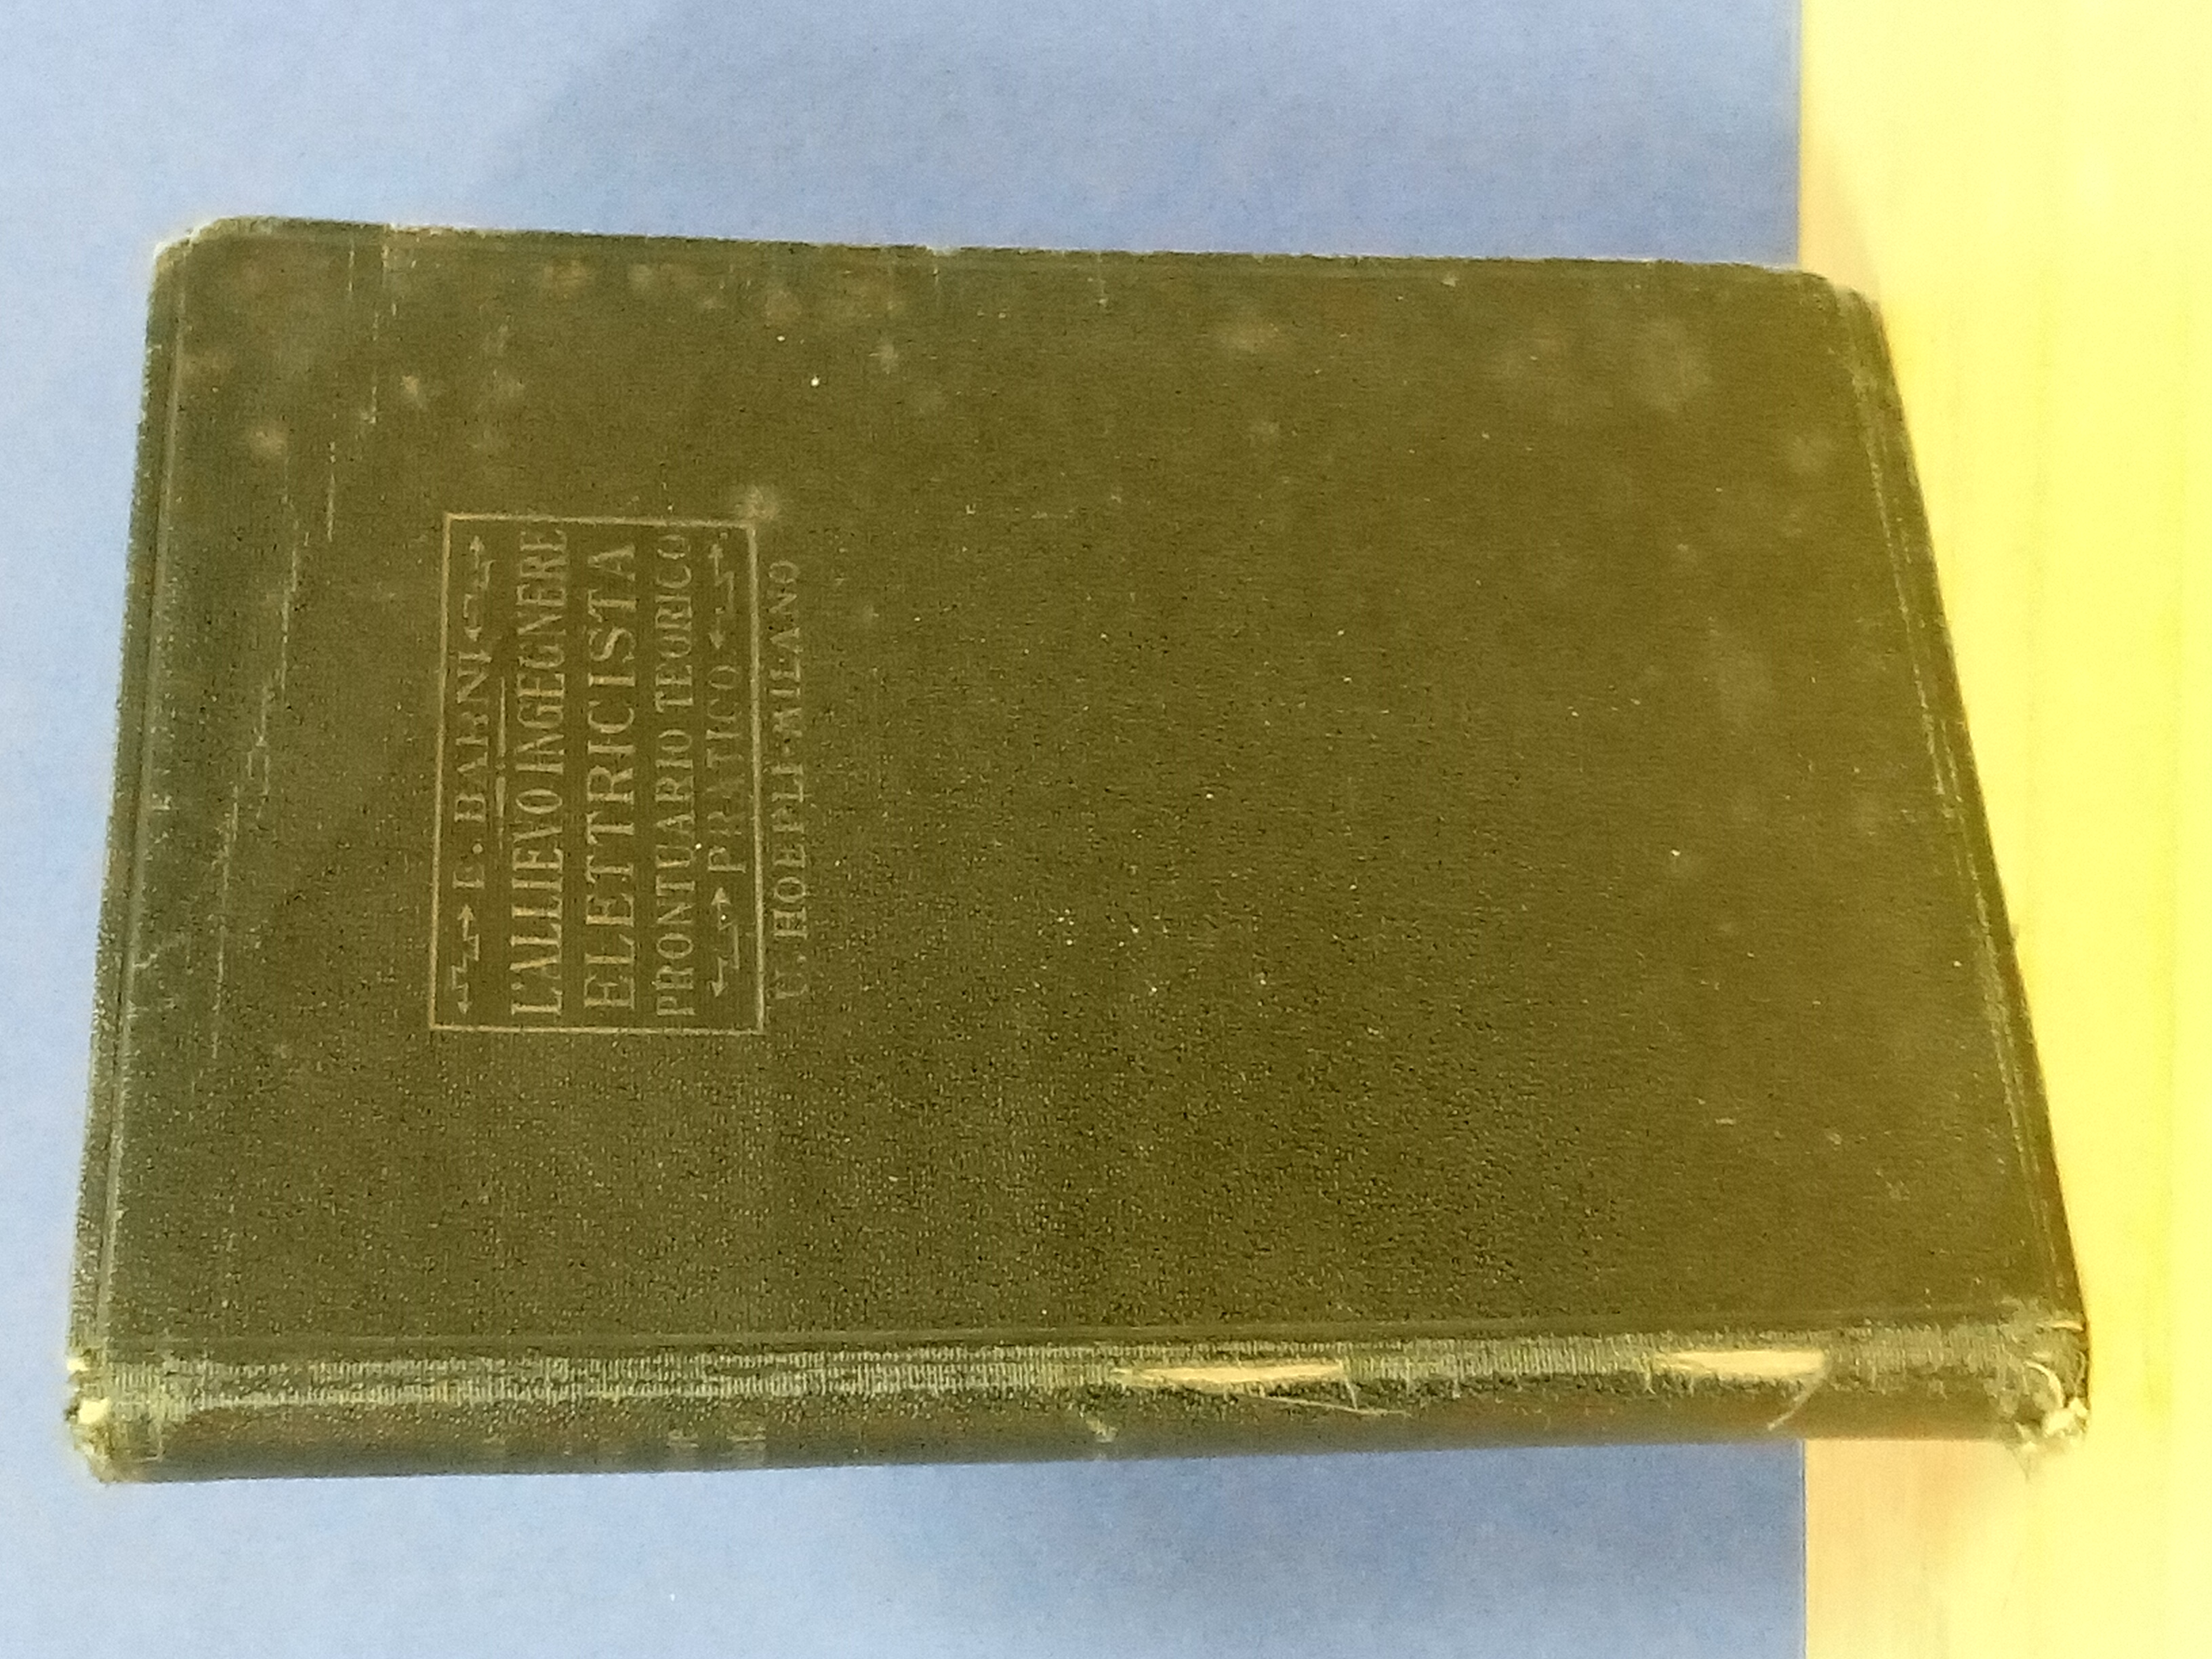 E. BARNI
L'ALLIEVO INGEGNERE
ELETTRICISTA
PRONTUARIO TEORICO
PRATICO
U. HOEPLI-MILANO